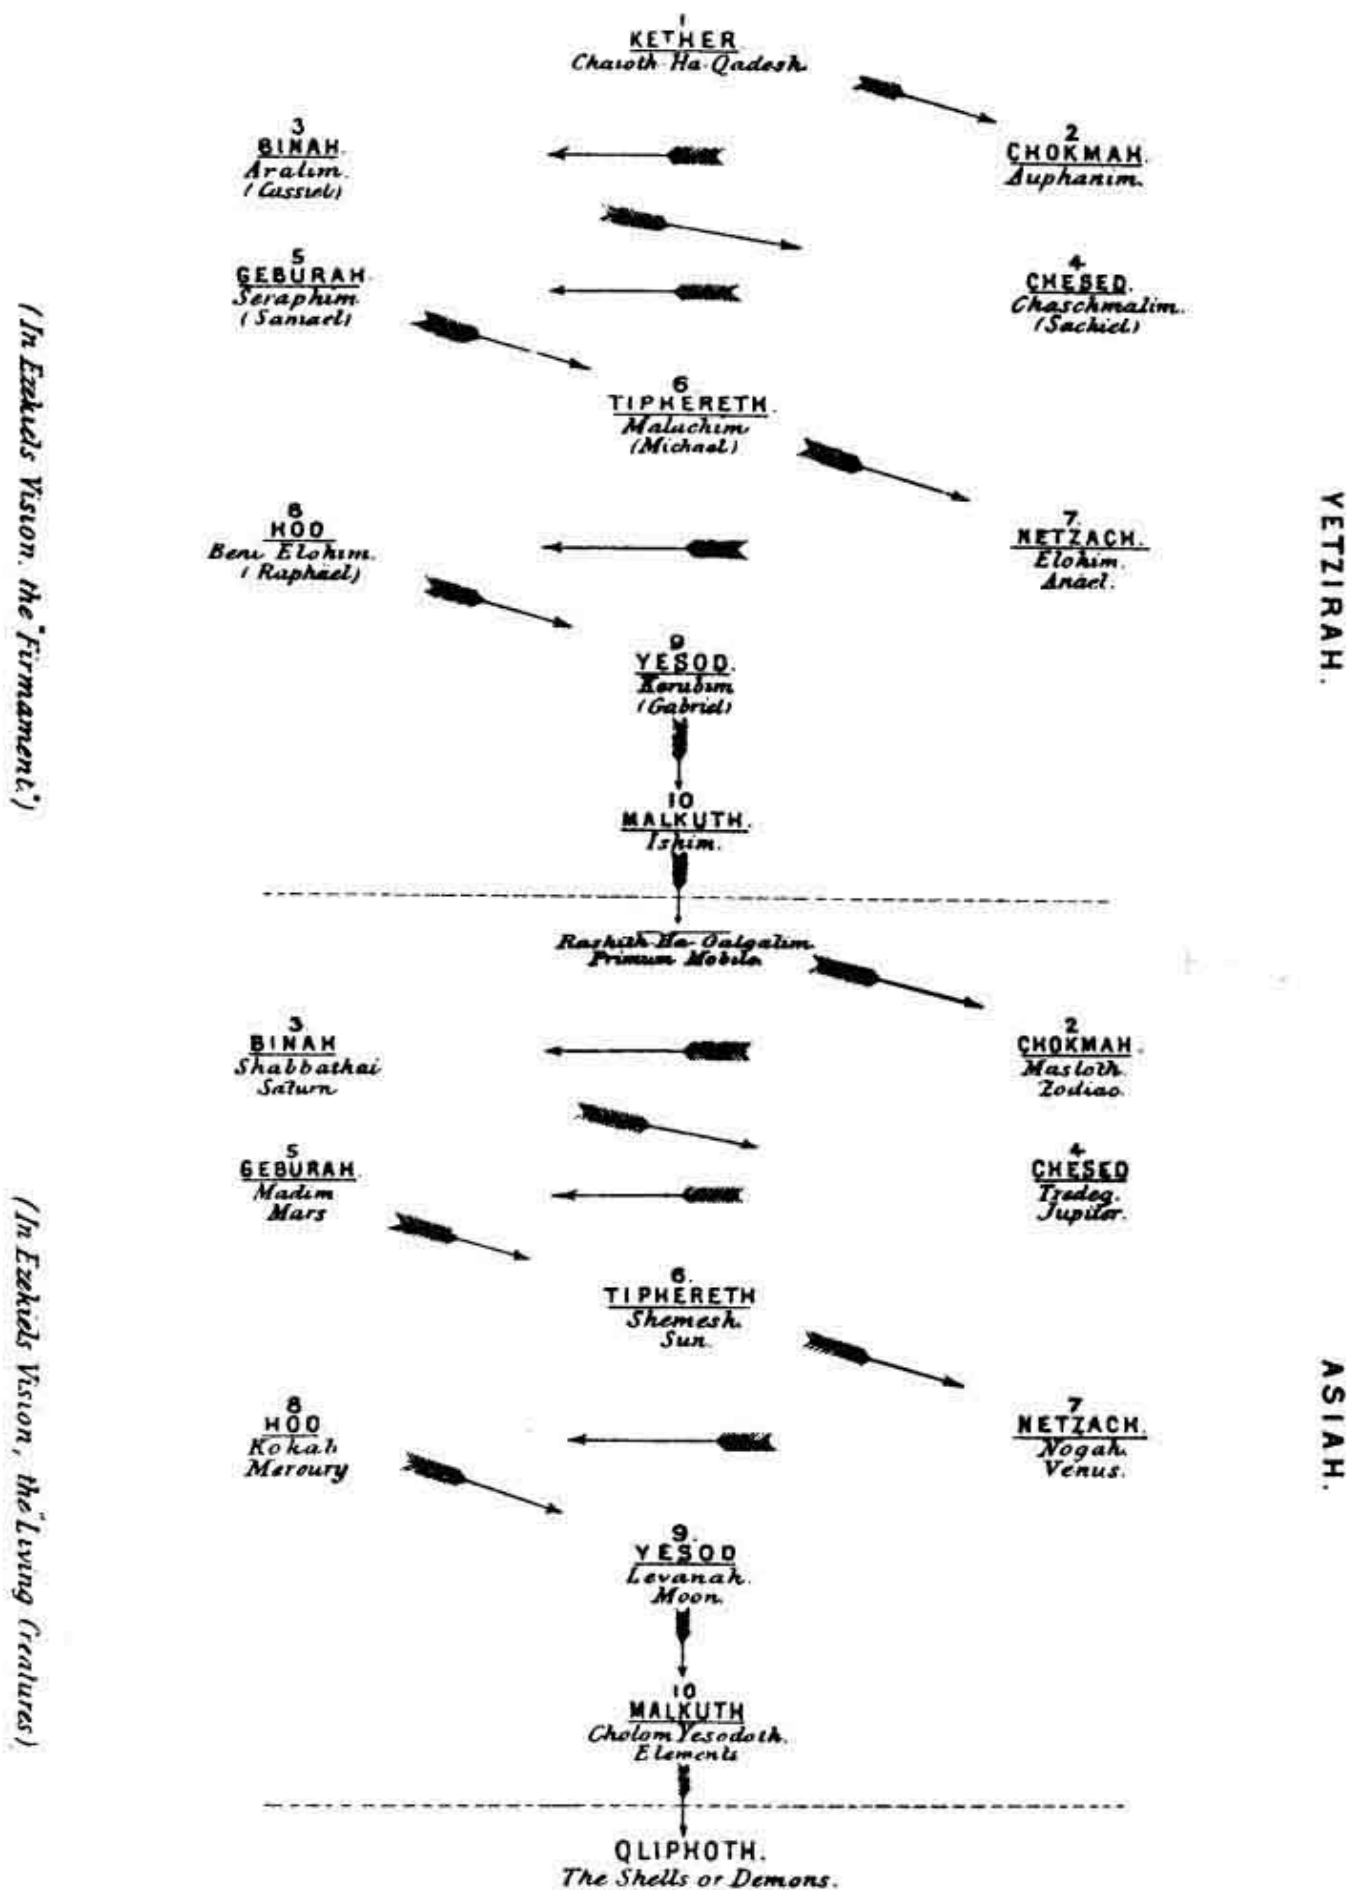 1
KETHER
Chaioth Ha Qadesh.
3
BINAH.
Aralim.
(Cassiel)
2
CHOKMAH.
Auphanim.
5
GEBURAH
Seraphim
(Samael)
4
CHESED.
Chaschmalim.
(Sachiel)
6
TIPHERETH.
Malachim
(Michael)
8
HOD
Beni Elohim.
(Raphael)
7.
NETZACH.
Elohim.
Anael.
9
YESOD.
Kerubim
(Gabriel)
10
MALKUTH.
Ishim.
YETZIRAH.
(In Ezekiels Vision. the "Firmament.")
Rashith Ha Galgalim.
Primum Mobile.
3
BINAH
Shabbathai
Saturn
2
CHOKMAH.
Masloth.
Zodiac.
5
GEBURAH.
Madim
Mars
4
CHESED
Tzedeg.
Jupiter.
6.
TIPHERETH
Shemesh.
Sun.
8
HOD
Kokab
Mercury
7
NETZACH.
Nogah.
Venus.
9.
YESOD
Levanah.
Moon.
10
MALKUTH
Cholom Yesodoth.
Elements
ASIAH.
(In Ezekiels Vision, the "Living Creatures)
QLIPHOTH.
The Shells or Demons.